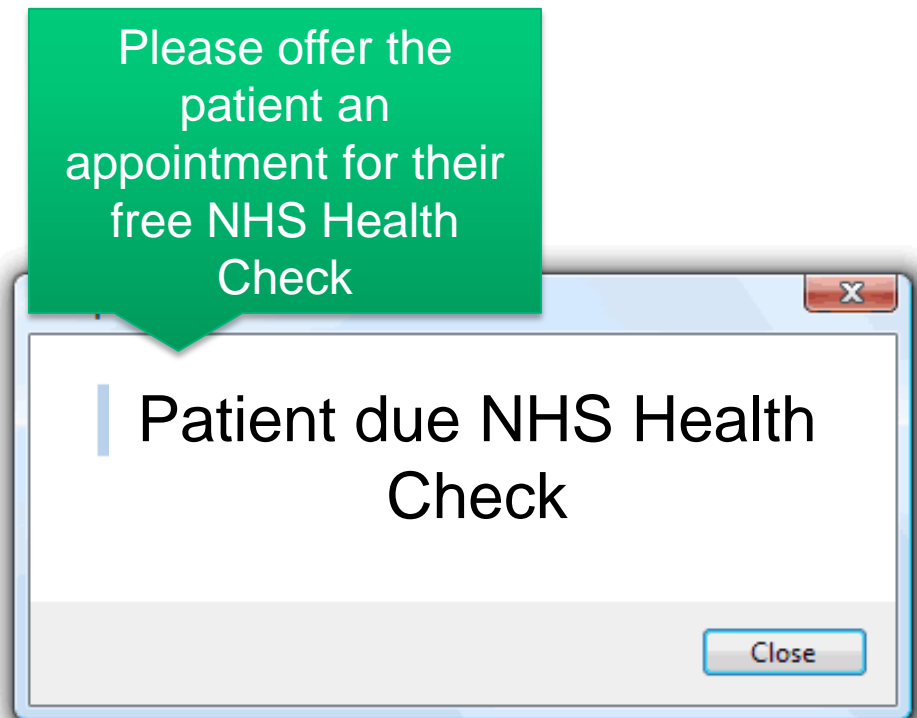 Please offer the
patient an
appointment for their
free NHS Health
Check
Patient due NHS Health
Check
Close